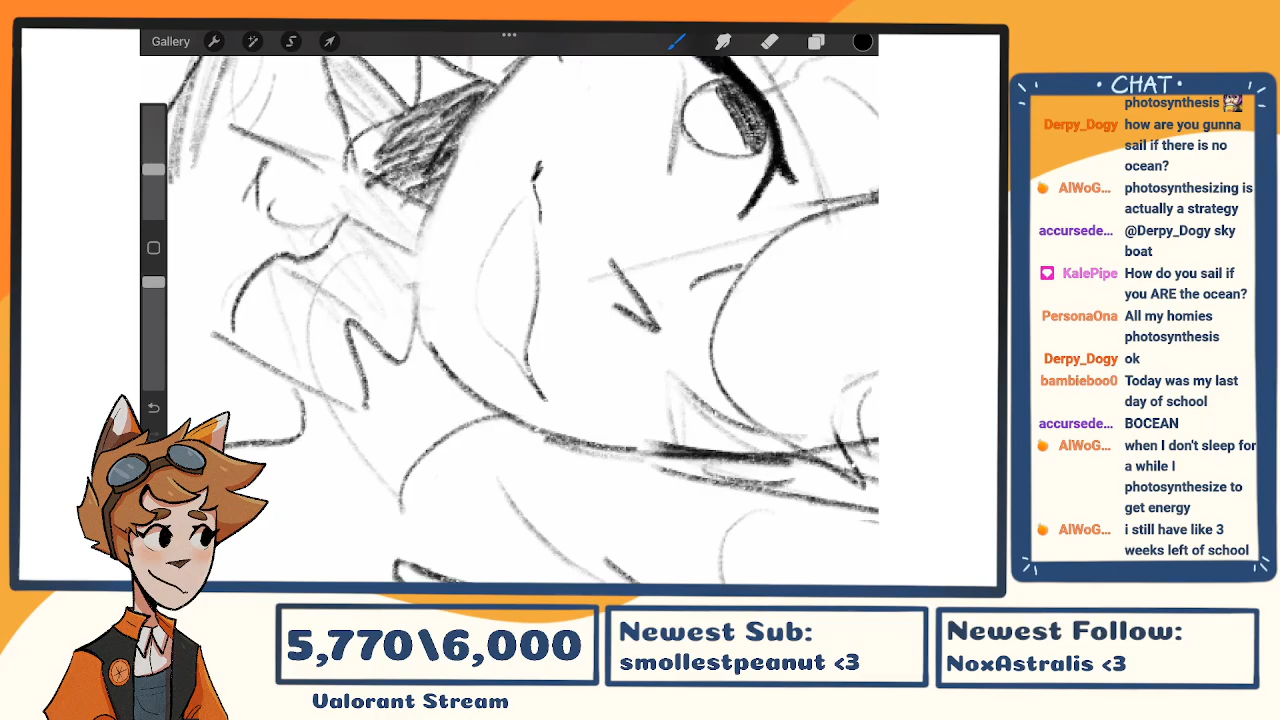 Gallery
• CHAT •
photosynthesis
Derpy_Dogy how are you gunna
sail if there is no
ocean?
AlWoG... photosynthesizing is
actually a strategy
accursede... @Derpy_Dogy sky
boat
KalePipe How do you sail if
you ARE the ocean?
PersonaOna All my homies
photosynthesis
Derpy_Dogy ok
bambieboo0 Today was my last
day of school
accursede... BOCEAN
AlWoG... when I don't sleep for
a while I
photosynthesize to
get energy
AlWoG... i still have like 3
weeks left of school
5,770\6,000
Valorant Stream
Newest Sub:
smollestpeanut <3
Newest Follow:
NoxAstralis <3